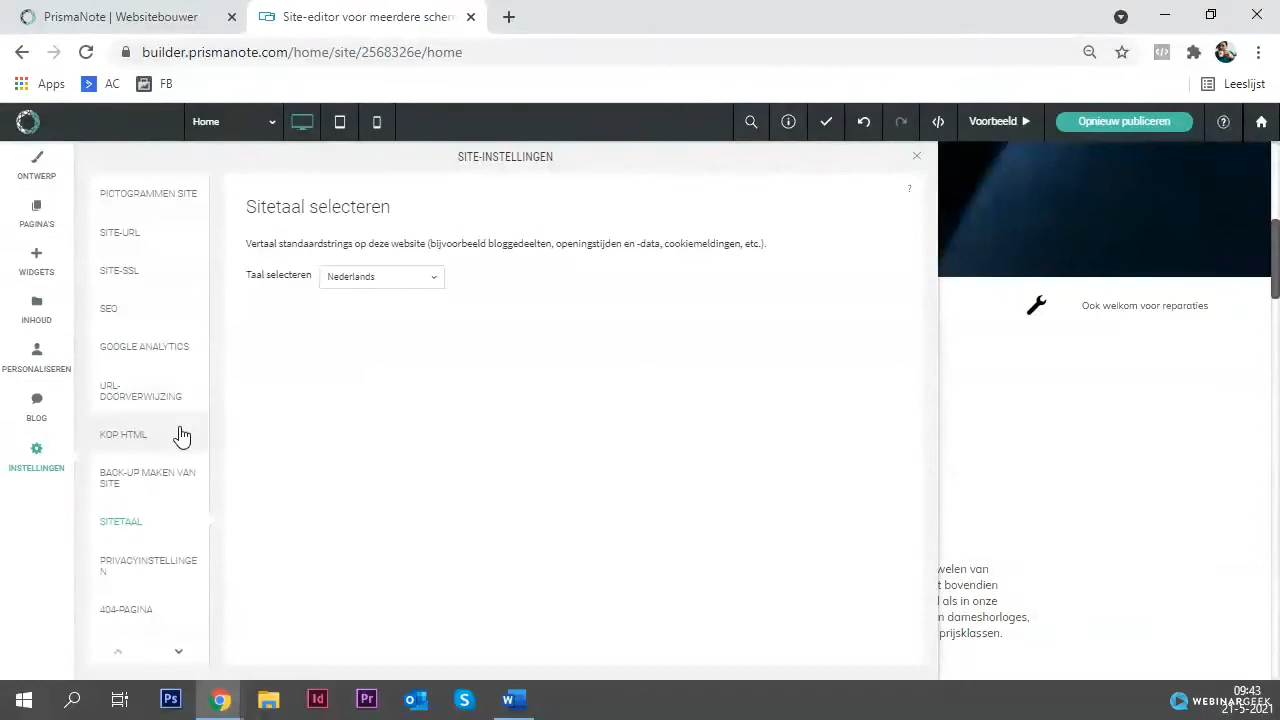 PrismaNote | Websitebouwer
Site-editor voor meerdere scherm
builder.prismanote.com/home/site/2568326e/home
Apps
AC
FB
Leeslijst
Home
Voorbeeld
Opnieuw publiceren
ONTWERP
PAGINA'S
WIDGETS
INHOUD
PERSONALISEREN
BLOG
INSTELLINGEN
SITE-INSTELLINGEN
PICTOGRAMMEN SITE
SITE-URL
SITE-SSL
SEO
GOOGLE ANALYTICS
URL-
DOORVERWIJZING
KOP HTML
BACK-UP MAKEN VAN
SITE
SITETAAL
PRIVACYINSTELLINGE
N
404-PAGINA
?
Sitetaal selecteren
Vertaal standaardstrings op deze website (bijvoorbeeld bloggedeelten, openingstijden en -data, cookiemeldingen, etc.).
Taal selecteren
Nederlands
Ook welkom voor reparaties
welen van
t bovendien
l als in onze
n dameshorloges,
prijsklassen.
Ps
Id
Pr
09:43
21-5-2021
WEBINARGEEK